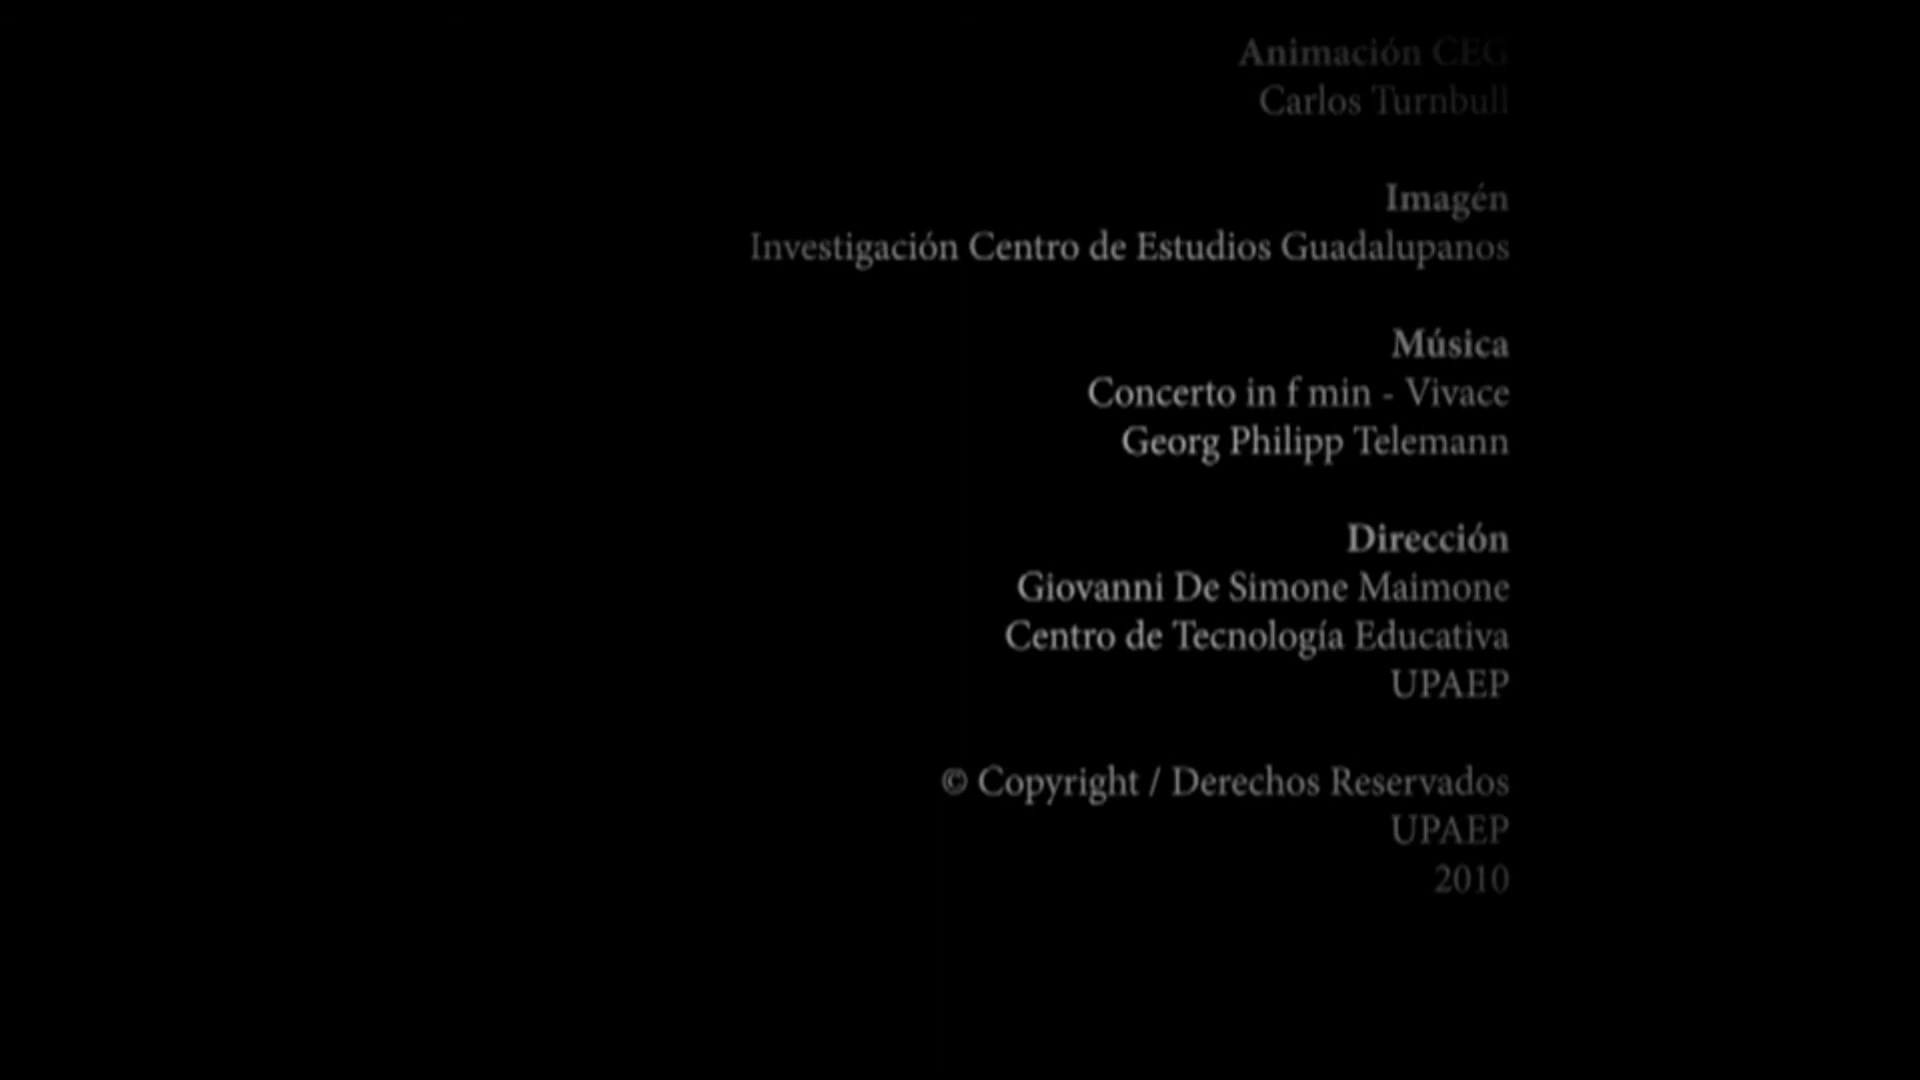 Animación CEG
Carlos Turnbull
Imagén
Investigación Centro de Estudios Guadalupanos
Música
Concerto in f min - Vivace
Georg Philipp Telemann
Dirección
Giovanni De Simone Maimone
Centro de Tecnología Educativa
UPAEP
© Copyright / Derechos Reservados
UPAEP
2010